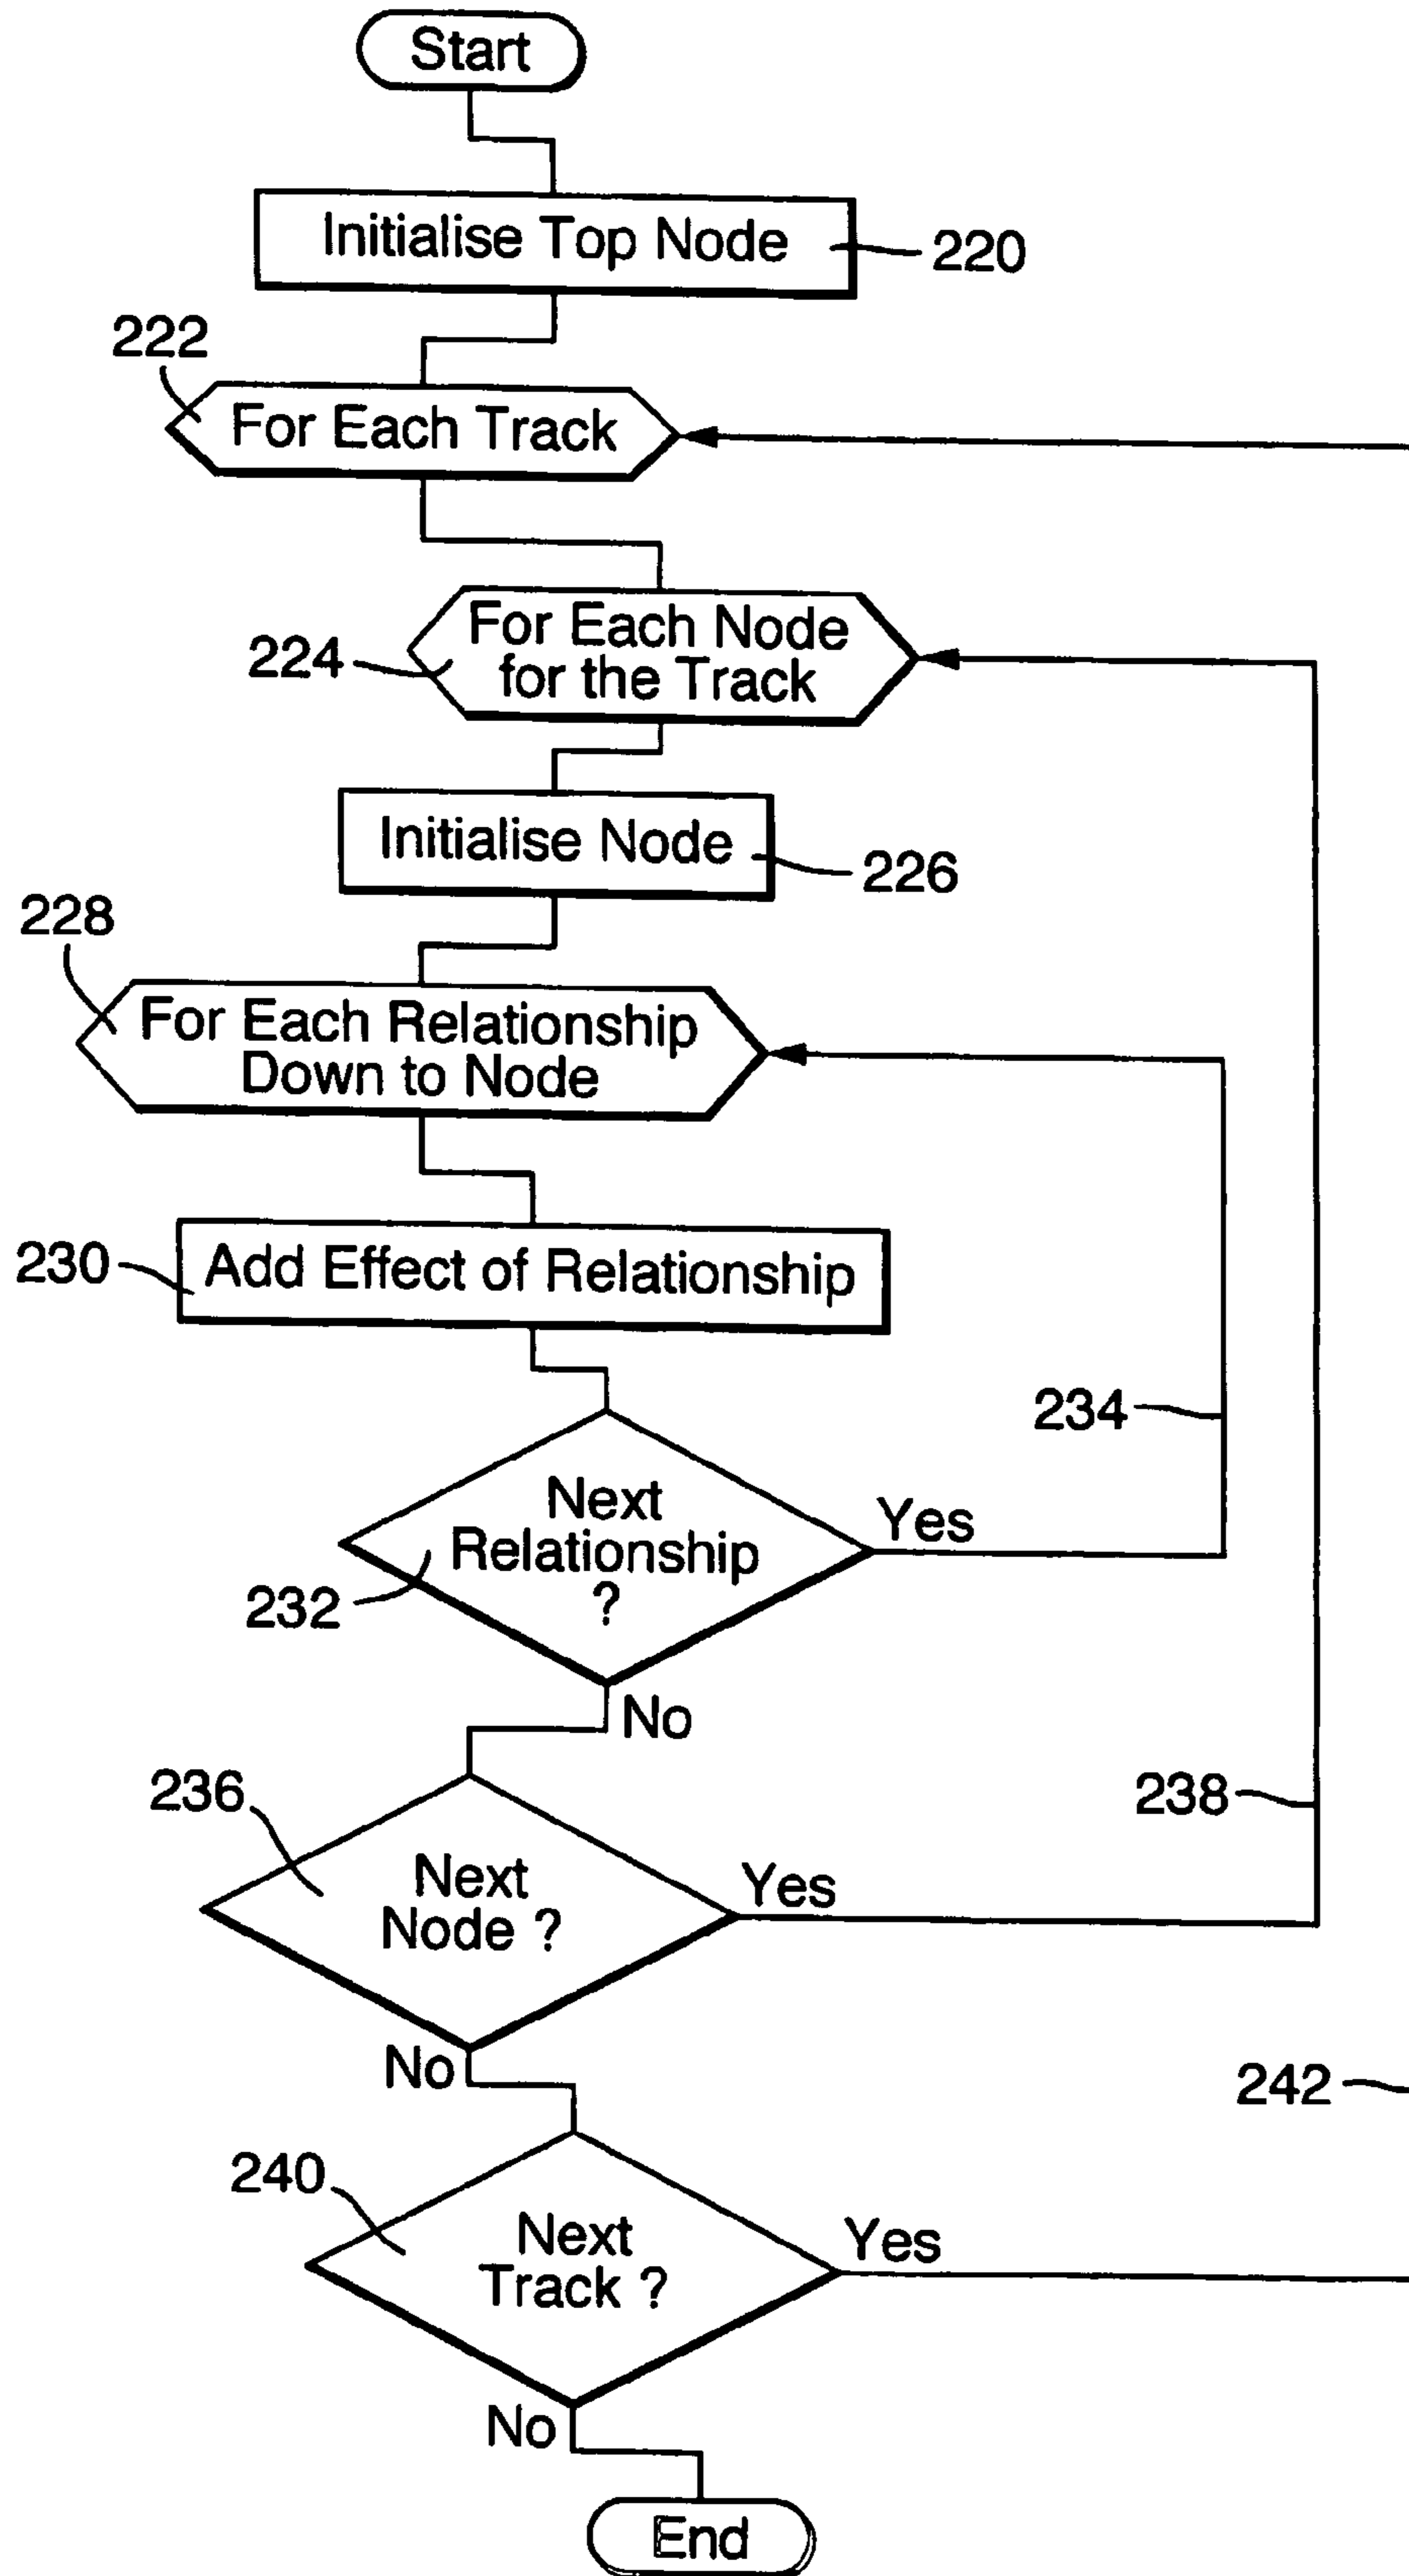 Start
Initialise Top Node
220
222
For Each Track
For Each Node
for the Track
224
Initialise Node
226
228
For Each Relationship
Down to Node
230
Add Effect of Relationship
234
Next
Relationship
?
Yes
232
No
236
238
Next
Node ?
Yes
No
242
240
Next
Track ?
Yes
No
End